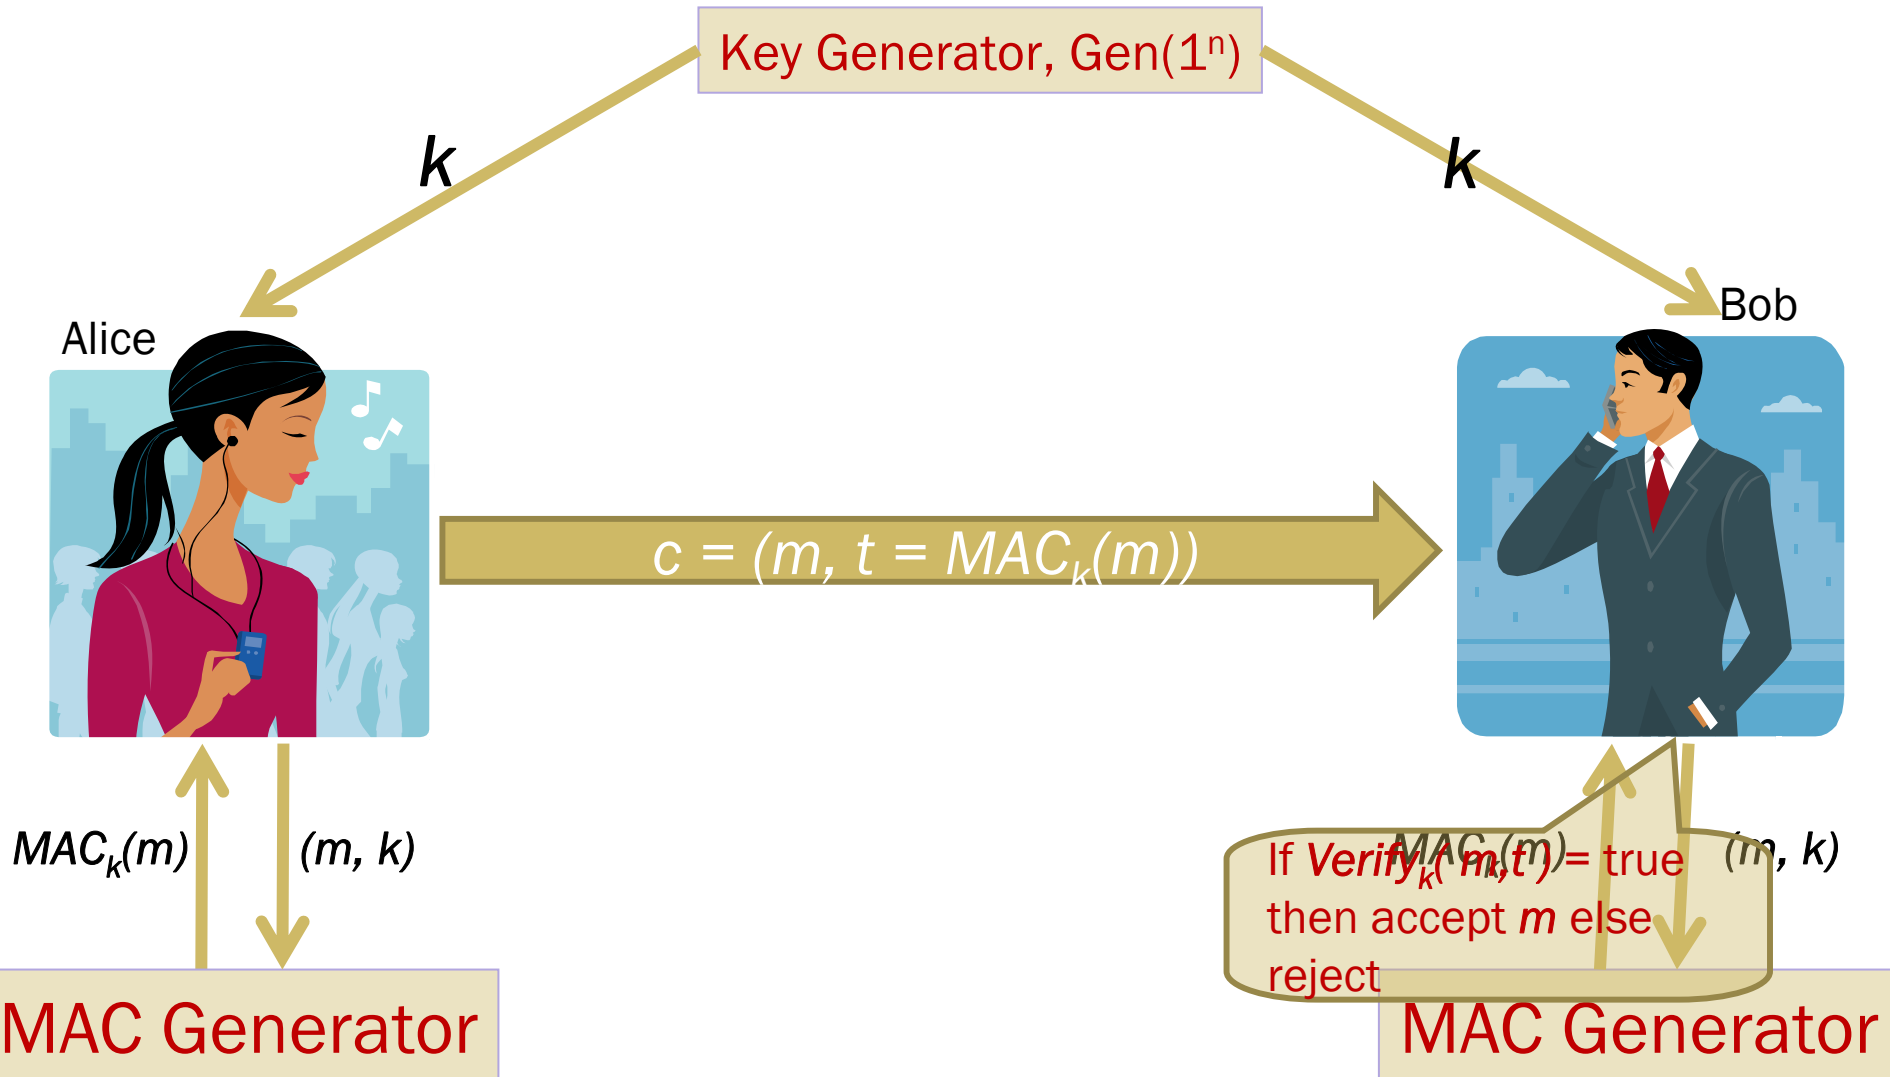 Key Generator, Gen(1ⁿ)
k
k
Alice
Bob
c = (m, t = MACₖ(m))
MACₖ(m)
(m, k)
MACₖ(m)
(m, k)
If Verifyₖ( m,t ) = true
then accept m else
reject
MAC Generator
MAC Generator